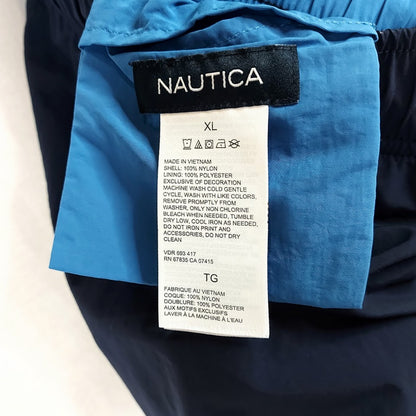 NAUTICA
XL
MADE IN VIETNAM
SHELL: 100% NYLON
LINING: 100% POLYESTER
EXCLUSIVE OF DECORATION
MACHINE WASH COLD GENTLE
CYCLE, WASH WITH LIKE COLORS,
REMOVE PROMPTLY FROM
WASHER, ONLY NON CHLORINE
BLEACH WHEN NEEDED, TUMBLE
DRY LOW, COOL IRON AS NEEDED,
DO NOT IRON PRINT AND
ACCESSORIES, DO NOT DRY
CLEAN
VDR 693 417
RN 67835 CA 07415
TG
FABRIQUE AU VIETNAM
COQUE: 100% NYLON
DOUBLURE: 100% POLYESTER
AUX MOTIFS EXCLUSIFS
LAVER À LA MACHINE À L'EAU